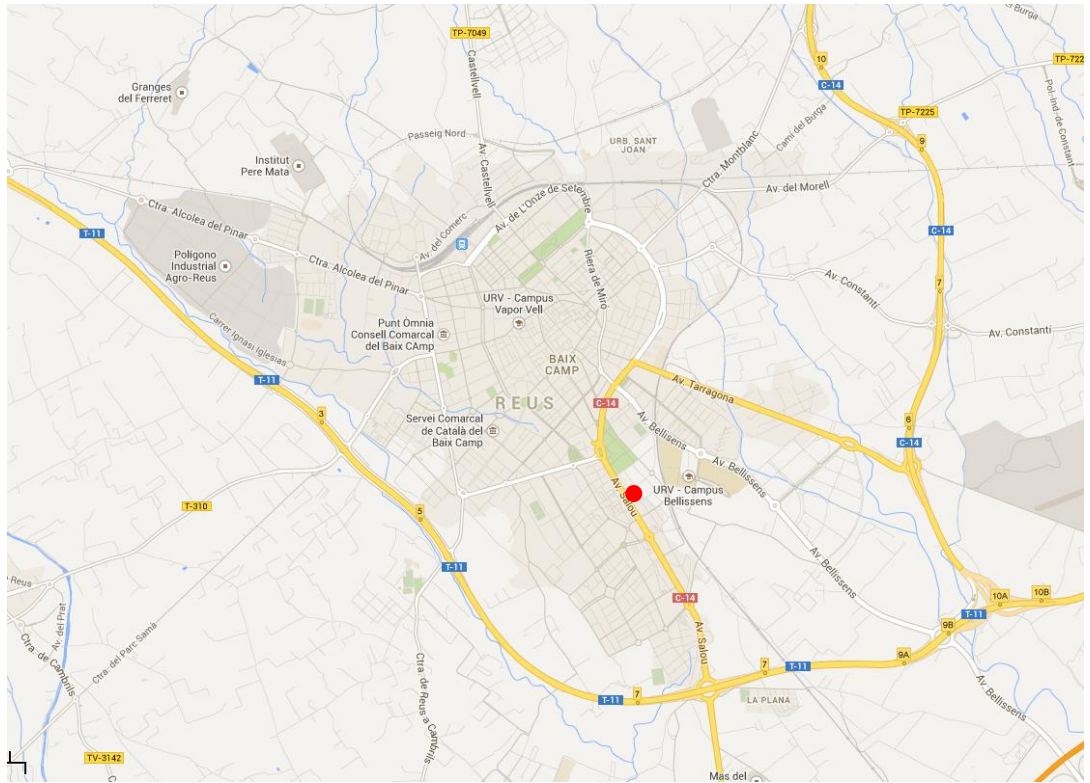 del Burga
TP-7049
TP-722
10
C-14
Castellvell
Granges
del Ferreret
Pol·Ind·de Constant
TP-7225
Camí del Burga
Passeig Nord
URB. SANT
JOAN
9
Institut
Pere Mata
Av. Castellvell
Ctra. Montblanc
Av. del Morell
Av. de L'Onze de Setembre
Ctra. Alcolea del Pinar
T-11
Av. del Comerç
C-14
Polígono
Industrial
Agro-Reus
Ctra. Alcolea del Pinar
Riera de Miró
Av. Constantí
7
URV - Campus
Vapor Vell
Punt Òmnia
Consell Comarcal
del Baix CAmp
Carrer Ignasi Iglesias
Av. Constantí
BAIX
CAMP
T-11
Av. Tarragona
REUS
C-14
3
Servei Comarcal
de Català del
Baix Camp
Av. Bellisens
6
C-14
Av. Bellissens
URV - Campus
Bellissens
Av. Salou
T-310
5
Av. Bellissens
T-11
Reus
C-14
10A
10B
T-11
9B
Av. del Prat
Ctra. del Parc Samà
Ctra. de Cambrils
Av. Salou
9A
7
T-11
Ctra. de Reus a Cambrils
Av. Bellissens
T-11
7
LA PLANA
TV-3142
Mas del